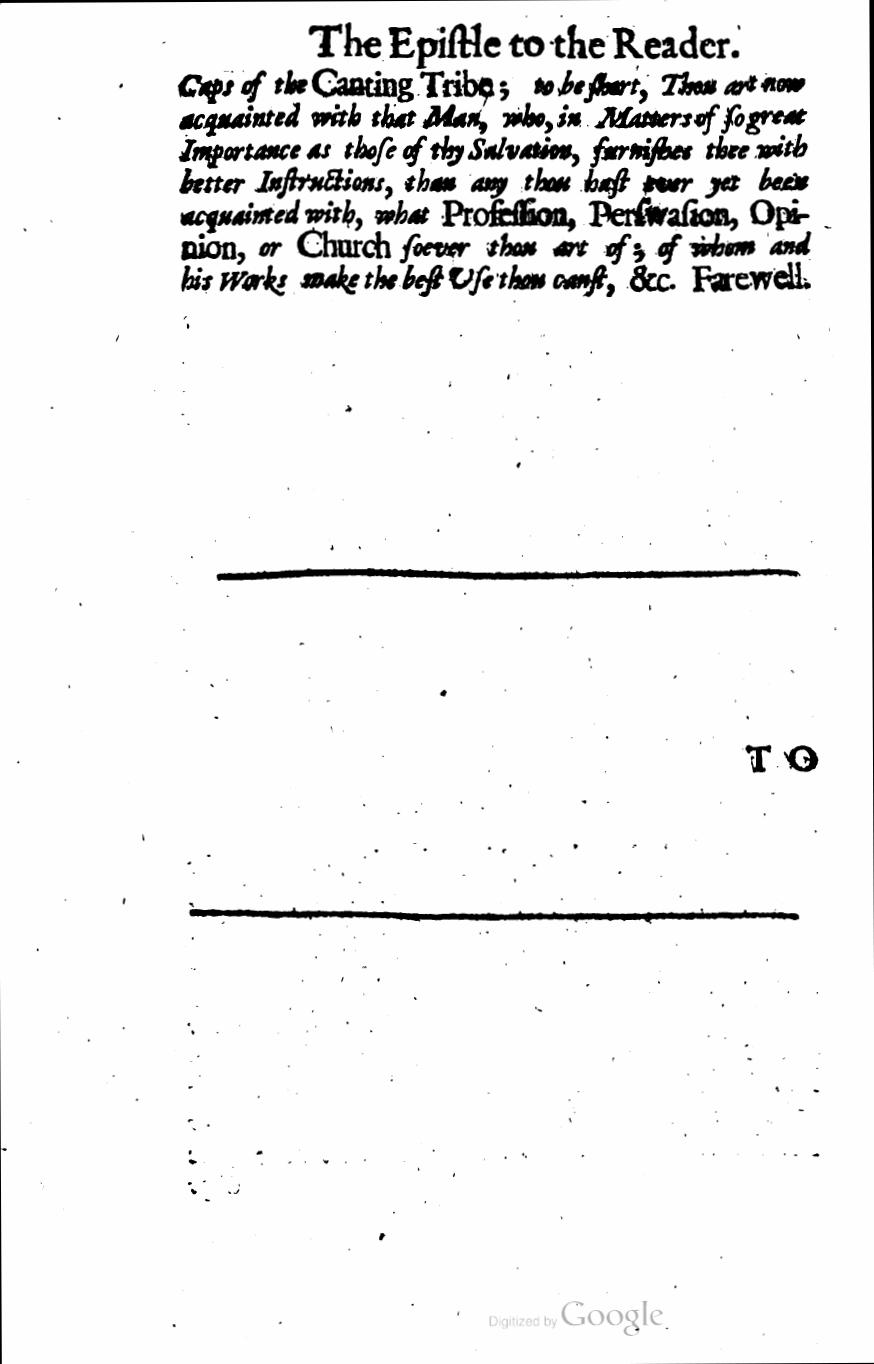 The Epiſtle to the Reader.
Caps of the Canting Tribe; to be ſhort, Thou art now
acquainted with that Man, who, in Matters of ſo great
Importance as thoſe of thy Salvation, furniſhes thee with
better Inſtructions, than any thou haſt ever yet been
acquainted with, what Profeſſion, Perſwaſion, Opi-
nion, or Church ſoever thou art of; of whom and
his Works make the beſt Uſe thou canſt, &c. Farewell.
T O
Digitized by Google